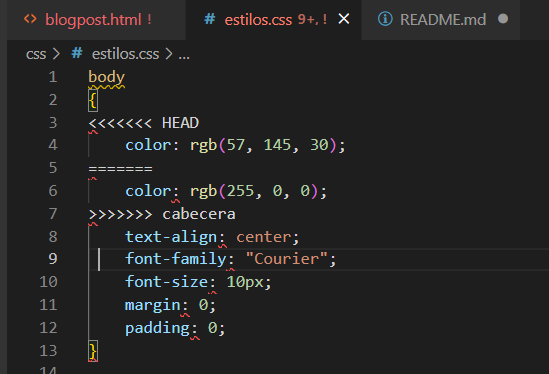 <> blogpost.html ! # estilos.css 9+, ! × ⓘ README.md ●
css > # estilos.css > ...
1 body
2 {
3 <<<<<<< HEAD
4 color: rgb(57, 145, 30);
5 =======
6 color: rgb(255, 0, 0);
7 >>>>>>> cabecera
8 text-align: center;
9 font-family: "Courier";
10 font-size: 10px;
11 margin: 0;
12 padding: 0;
13 }
14